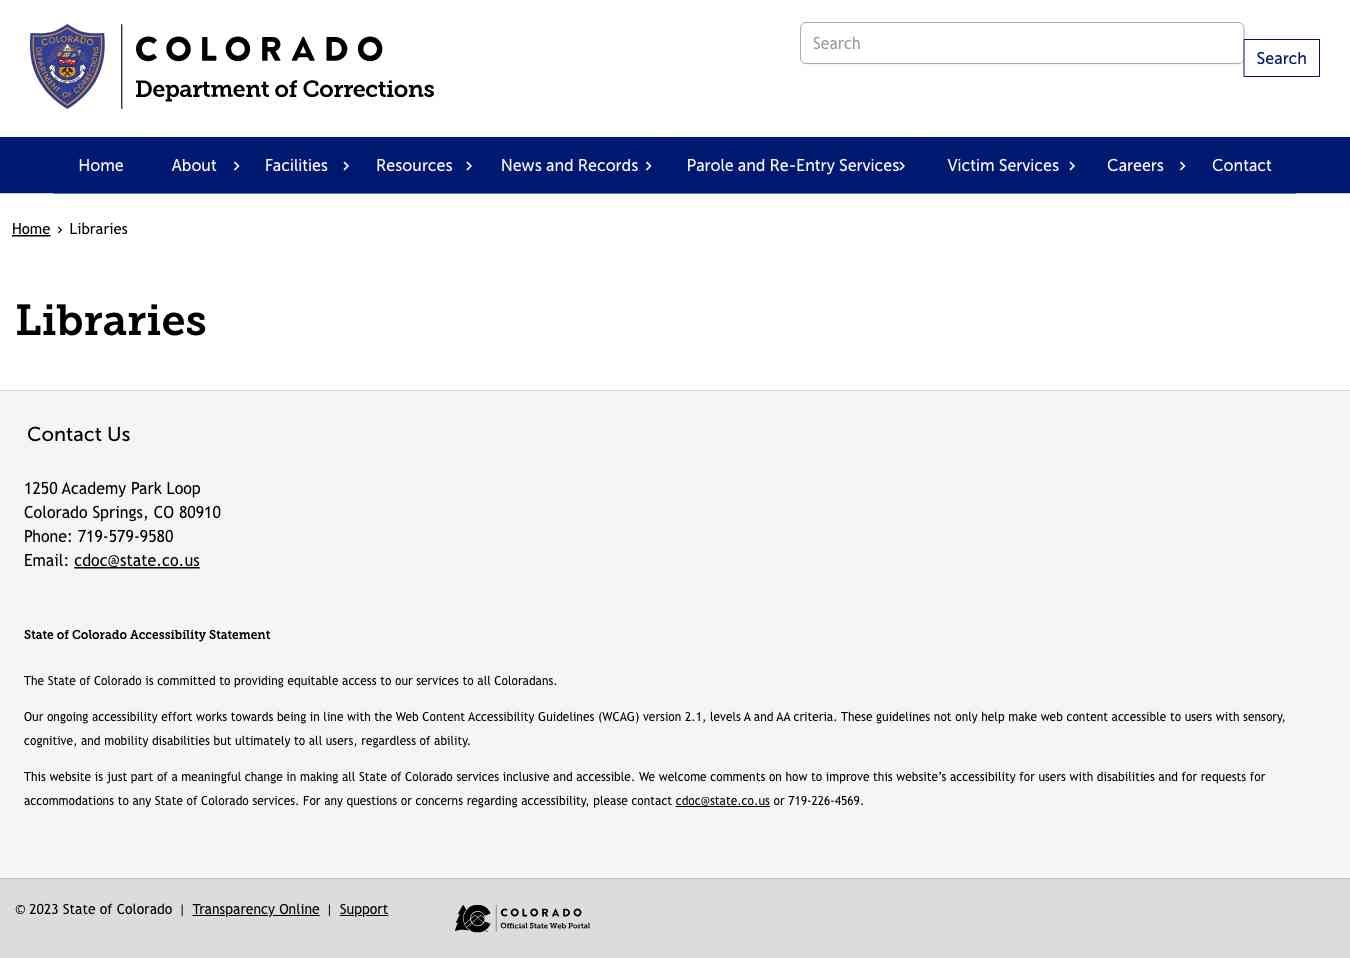 COLORADO
Department of Corrections
Search
Search
Home About Facilities Resources News and Records Parole and Re-Entry Services Victim Services Careers Contact
Home › Libraries
Libraries
Contact Us
1250 Academy Park Loop
Colorado Springs, CO 80910
Phone: 719-579-9580
Email: cdoc@state.co.us
State of Colorado Accessibility Statement
The State of Colorado is committed to providing equitable access to our services to all Coloradans.
Our ongoing accessibility effort works towards being in line with the Web Content Accessibility Guidelines (WCAG) version 2.1, levels A and AA criteria. These guidelines not only help make web content accessible to users with sensory,
cognitive, and mobility disabilities but ultimately to all users, regardless of ability.
This website is just part of a meaningful change in making all State of Colorado services inclusive and accessible. We welcome comments on how to improve this website’s accessibility for users with disabilities and for requests for
accommodations to any State of Colorado services. For any questions or concerns regarding accessibility, please contact cdoc@state.co.us or 719-226-4569.
© 2023 State of Colorado | Transparency Online | Support
COLORADO
Official State Web Portal